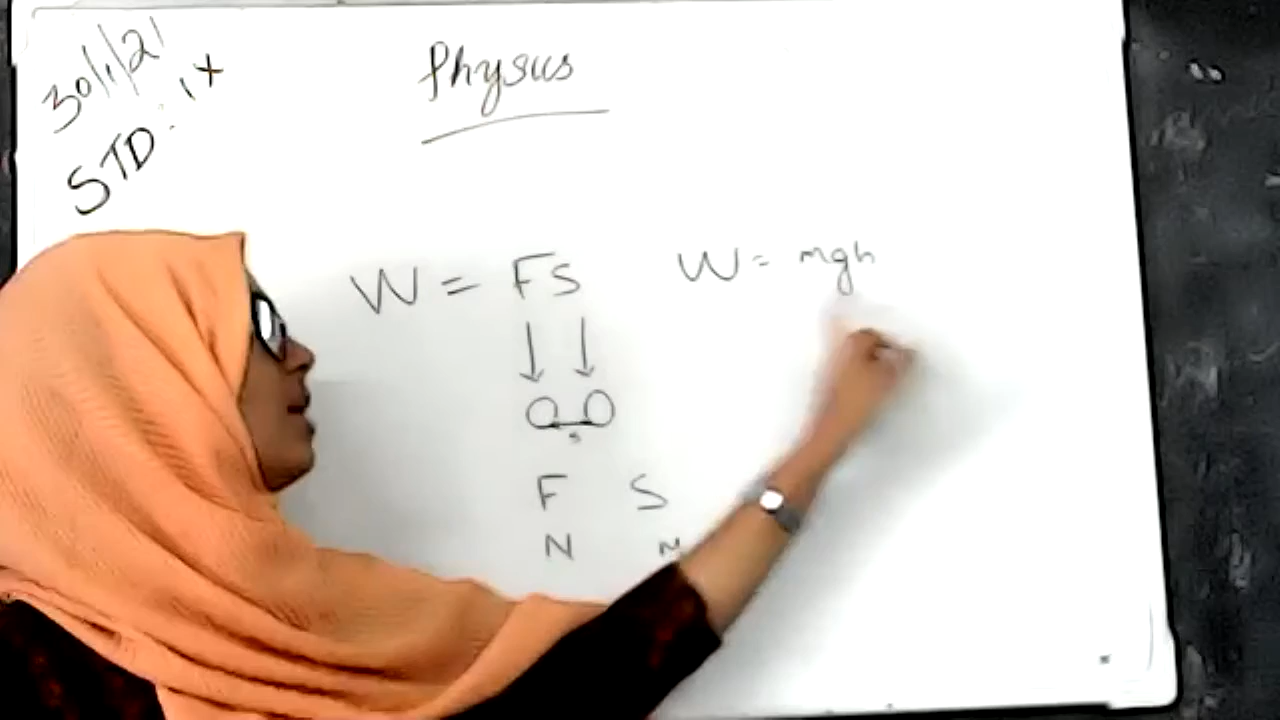 30/1/21
STD: IX
Physics
W = FS
W = mgh
s
F S
N M